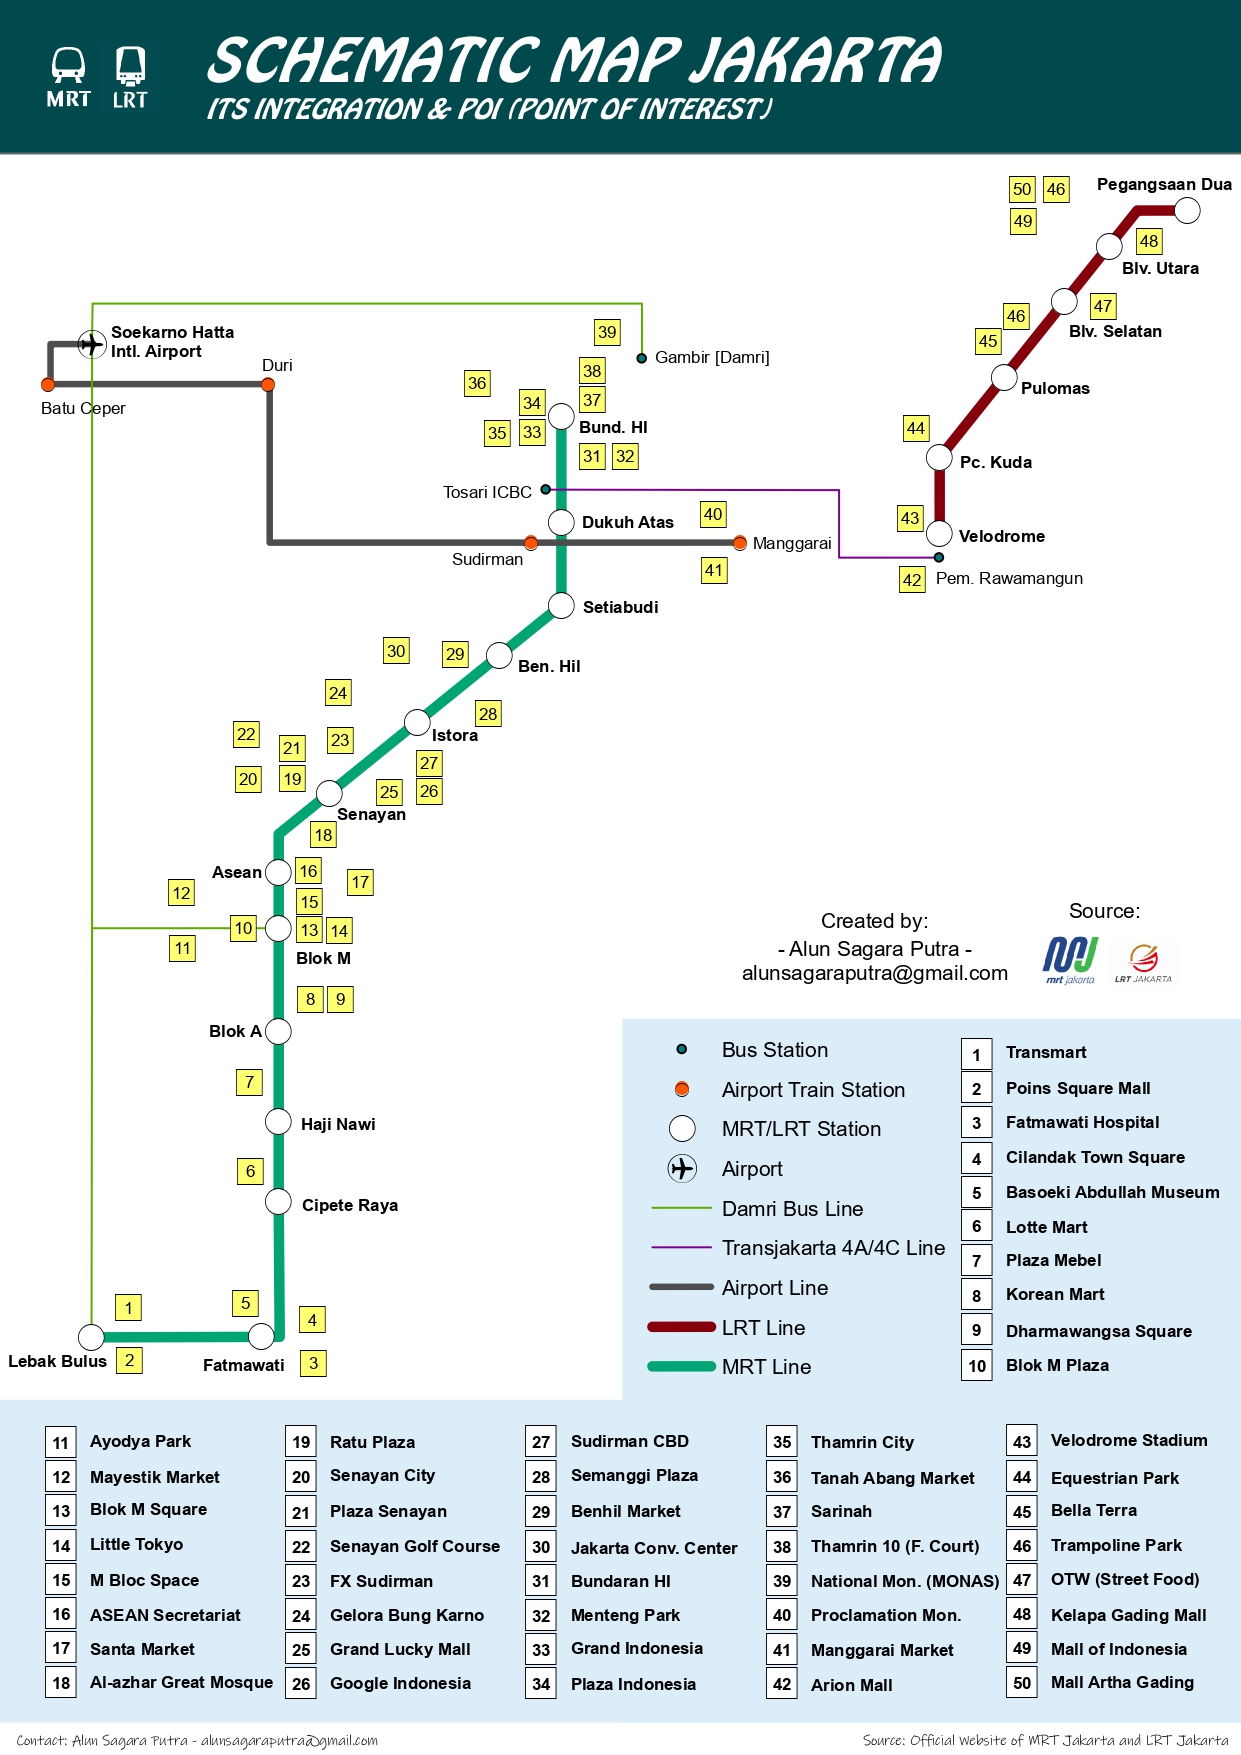 SCHEMATIC MAP JAKARTA
ITS INTEGRATION & POI (POINT OF INTEREST)
MRT LRT
50 46
49
Pegangsaan Dua
48
Blv. Utara
47
Blv. Selatan
46
45
Pulomas
44
Pc. Kuda
43
Velodrome
42
Pem. Rawamangun
Soekarno Hatta
Intl. Airport
Batu Ceper
Duri
39
Gambir [Damri]
38
36
37
34
35
33
Bund. HI
31 32
Tosari ICBC
Dukuh Atas
40
Sudirman
Manggarai
41
Setiabudi
30
29
Ben. Hil
24
28
Istora
22
21
23
27
20
19
25
26
Senayan
18
Asean
16
17
12
15
10
13 14
11
Blok M
8 9
Blok A
7
Haji Nawi
6
Cipete Raya
1
5
4
Lebak Bulus
2
Fatmawati
3
Created by:
- Alun Sagara Putra -
alunsagaraputra@gmail.com
Source:
mrt jakarta
LRT JAKARTA
Bus Station
Airport Train Station
MRT/LRT Station
Airport
Damri Bus Line
Transjakarta 4A/4C Line
Airport Line
LRT Line
MRT Line
1 Transmart
2 Poins Square Mall
3 Fatmawati Hospital
4 Cilandak Town Square
5 Basoeki Abdullah Museum
6 Lotte Mart
7 Plaza Mebel
8 Korean Mart
9 Dharmawangsa Square
10 Blok M Plaza
11 Ayodya Park
12 Mayestik Market
13 Blok M Square
14 Little Tokyo
15 M Bloc Space
16 ASEAN Secretariat
17 Santa Market
18 Al-azhar Great Mosque
19 Ratu Plaza
20 Senayan City
21 Plaza Senayan
22 Senayan Golf Course
23 FX Sudirman
24 Gelora Bung Karno
25 Grand Lucky Mall
26 Google Indonesia
27 Sudirman CBD
28 Semanggi Plaza
29 Benhil Market
30 Jakarta Conv. Center
31 Bundaran HI
32 Menteng Park
33 Grand Indonesia
34 Plaza Indonesia
35 Thamrin City
36 Tanah Abang Market
37 Sarinah
38 Thamrin 10 (F. Court)
39 National Mon. (MONAS)
40 Proclamation Mon.
41 Manggarai Market
42 Arion Mall
43 Velodrome Stadium
44 Equestrian Park
45 Bella Terra
46 Trampoline Park
47 OTW (Street Food)
48 Kelapa Gading Mall
49 Mall of Indonesia
50 Mall Artha Gading
Contact: Alun Sagara Putra - alunsagaraputra@gmail.com
Source: Official Website of MRT Jakarta and LRT Jakarta